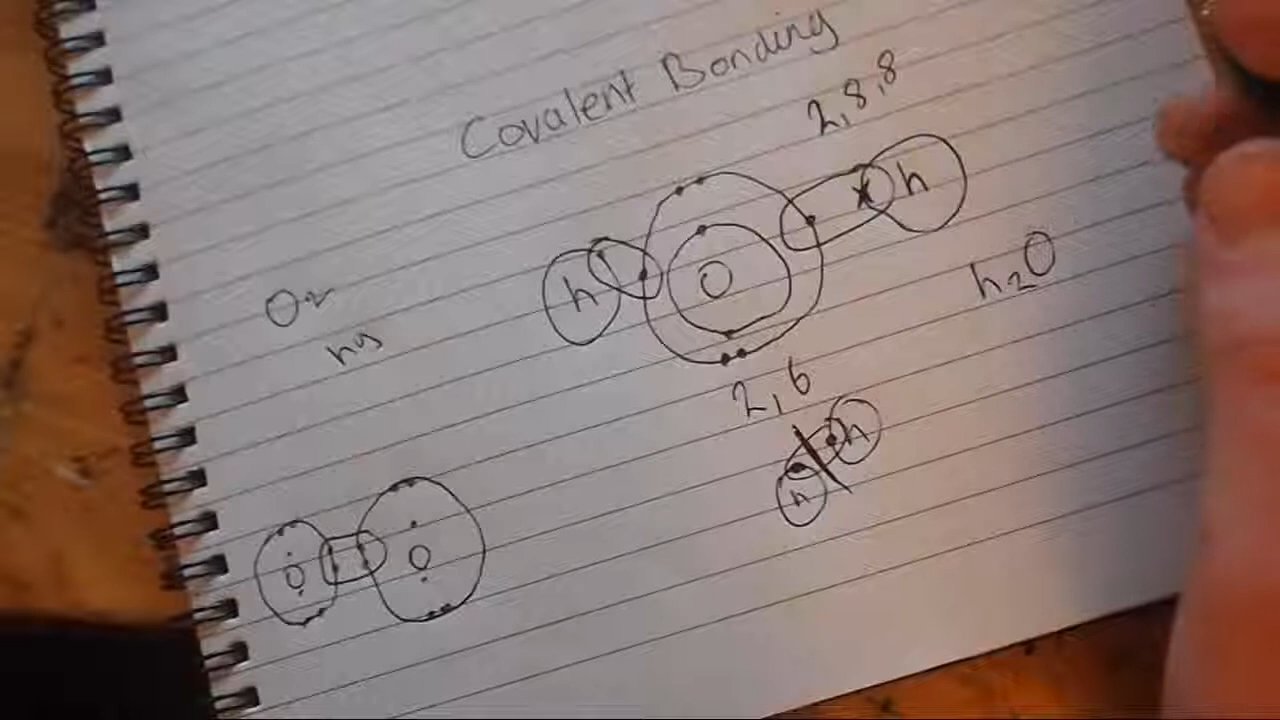 Covalent Bonding
2,8,8
h O h
h₂O
O₂
2,6
h
h
O O